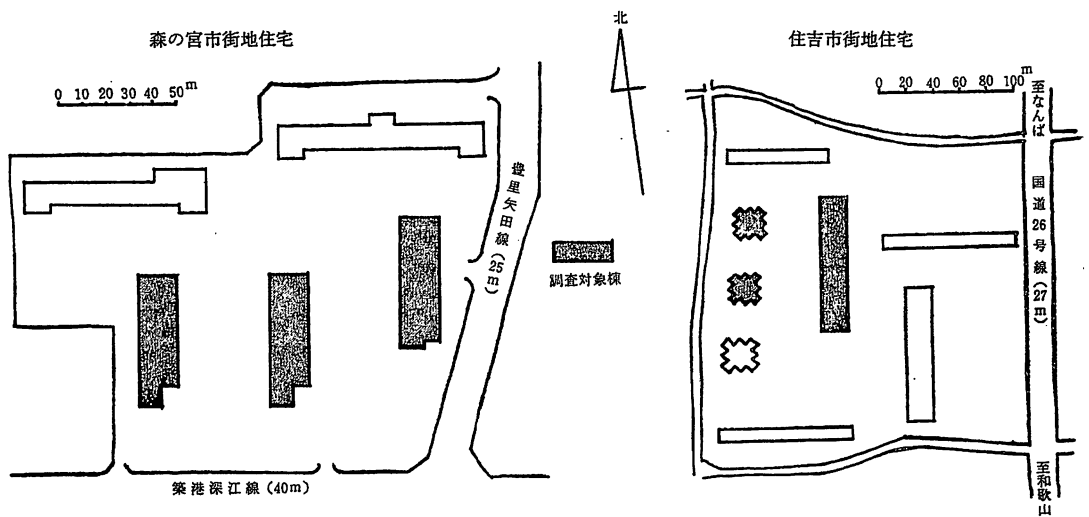 森の宮市街地住宅
0 10 20 30 40 50 m
北
住吉市街地住宅
0 20 40 60 80 100 m
至なんば
国道26号線(27m)
至和歌山
豊里矢田線(25m)
調査対象棟
築港深江線(40m)